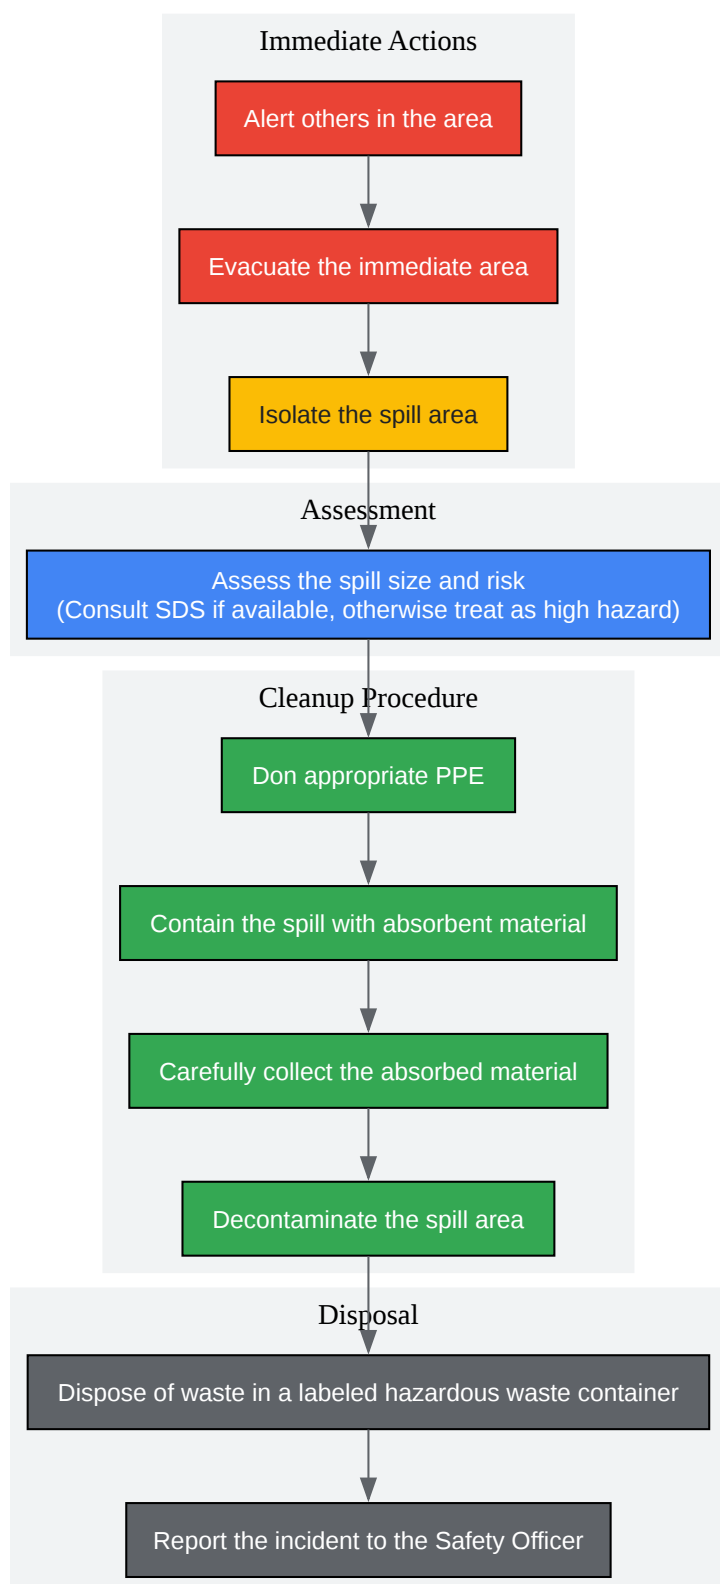 Immediate Actions
Alert others in the area
Evacuate the immediate area
Isolate the spill area
Assessment
Assess the spill size and risk
(Consult SDS if available, otherwise treat as high hazard)
Cleanup Procedure
Don appropriate PPE
Contain the spill with absorbent material
Carefully collect the absorbed material
Decontaminate the spill area
Disposal
Dispose of waste in a labeled hazardous waste container
Report the incident to the Safety Officer